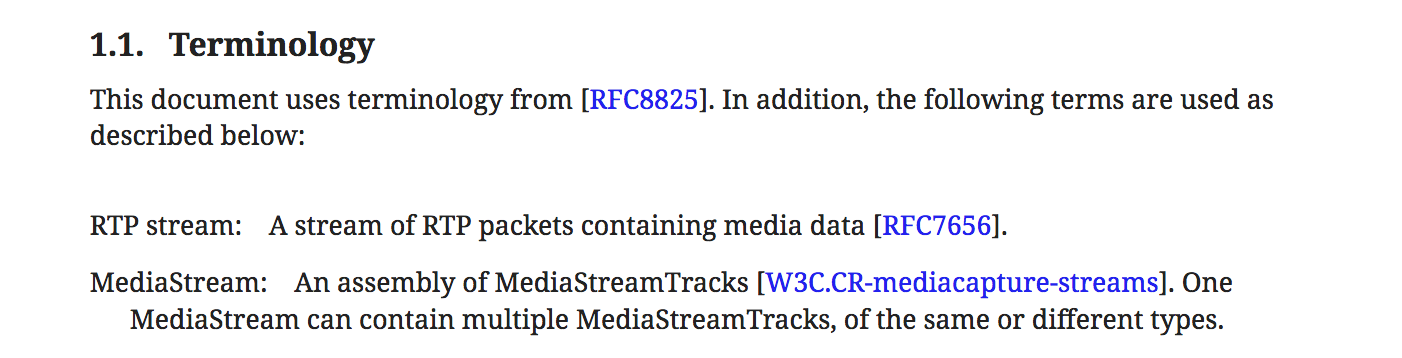 1.1. Terminology
This document uses terminology from [RFC8825]. In addition, the following terms are used as
described below:
RTP stream: A stream of RTP packets containing media data [RFC7656].
MediaStream: An assembly of MediaStreamTracks [W3C.CR-mediacapture-streams]. One
MediaStream can contain multiple MediaStreamTracks, of the same or different types.